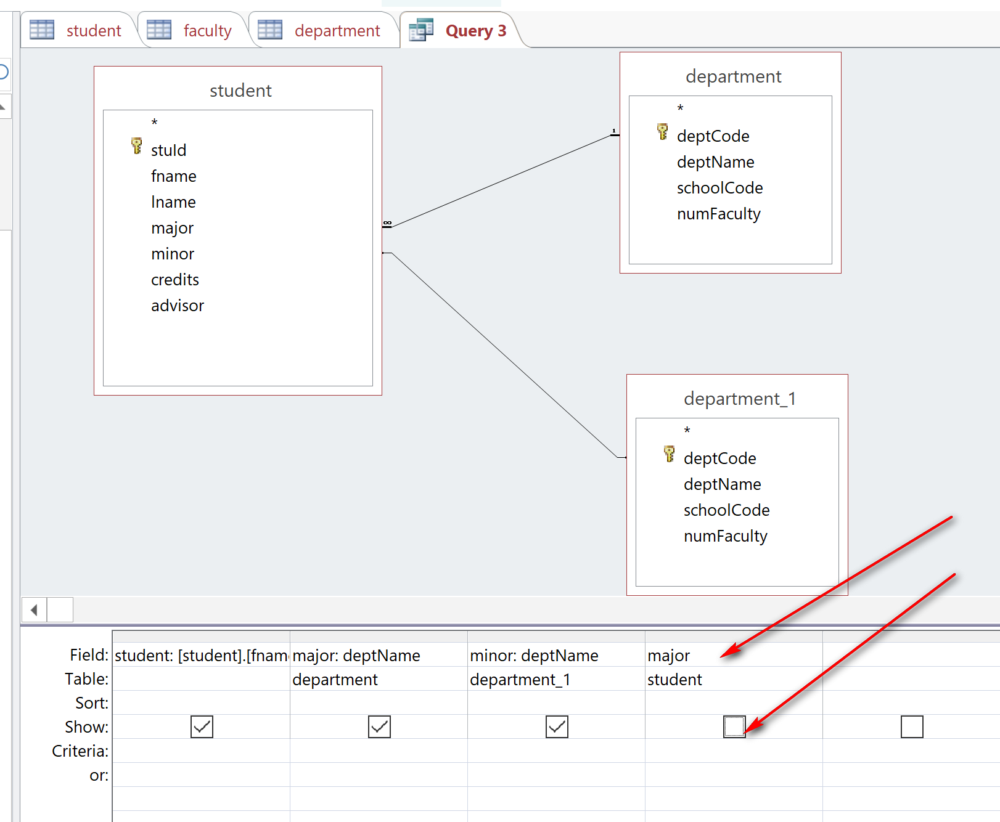 student faculty department Query 3
student
*
stuId
fname
lname
major
minor
credits
advisor
∞
1
department
*
deptCode
deptName
schoolCode
numFaculty
department_1
*
deptCode
deptName
schoolCode
numFaculty
Field: student: [student].[fname major: deptName minor: deptName major
Table: department department_1 student
Sort:
Show:
Criteria:
or: